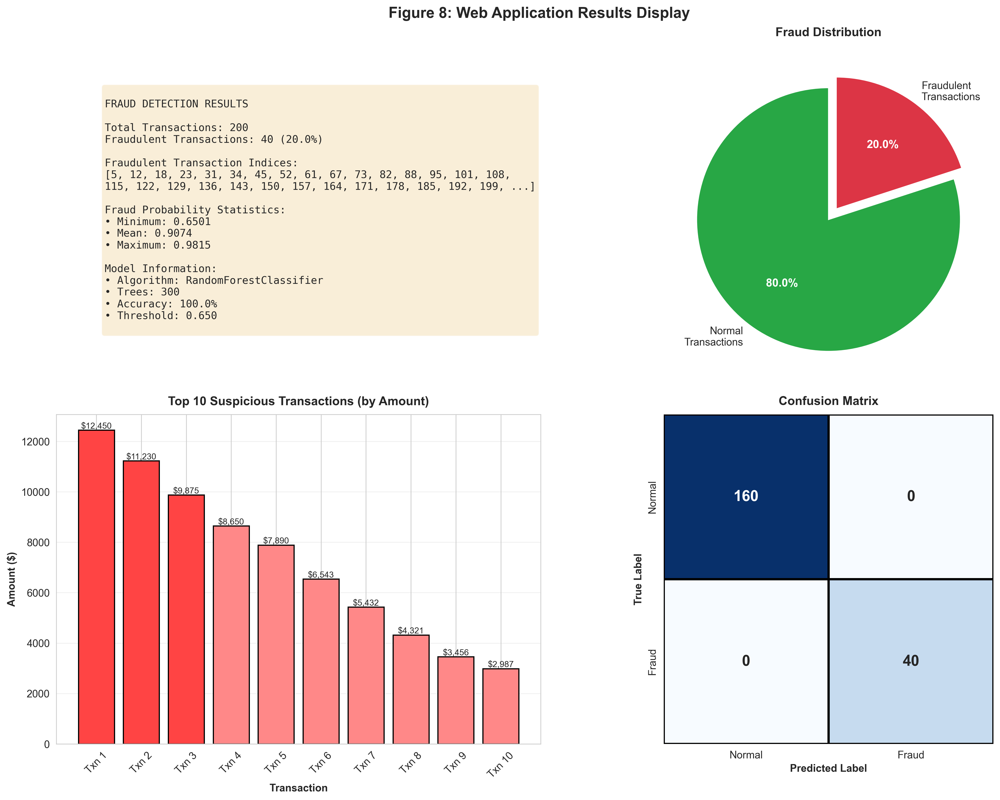 Figure 8: Web Application Results Display
FRAUD DETECTION RESULTS
Total Transactions: 200
Fraudulent Transactions: 40 (20.0%)
Fraudulent Transaction Indices:
[5, 12, 18, 23, 31, 34, 45, 52, 61, 67, 73, 82, 88, 95, 101, 108,
115, 122, 129, 136, 143, 150, 157, 164, 171, 178, 185, 192, 199, ...]
Fraud Probability Statistics:
• Minimum: 0.6501
• Mean: 0.9074
• Maximum: 0.9815
Model Information:
• Algorithm: RandomForestClassifier
• Trees: 300
• Accuracy: 100.0%
• Threshold: 0.650
Fraud Distribution
Fraudulent
Transactions
20.0%
80.0%
Normal
Transactions
Top 10 Suspicious Transactions (by Amount)
Amount ($)
12000
10000
8000
6000
4000
2000
0
$12,450
$11,230
$9,875
$8,650
$7,890
$6,543
$5,432
$4,321
$3,456
$2,987
Txn 1
Txn 2
Txn 3
Txn 4
Txn 5
Txn 6
Txn 7
Txn 8
Txn 9
Txn 10
Transaction
Confusion Matrix
True Label
Normal
160
0
Fraud
0
40
Normal
Fraud
Predicted Label